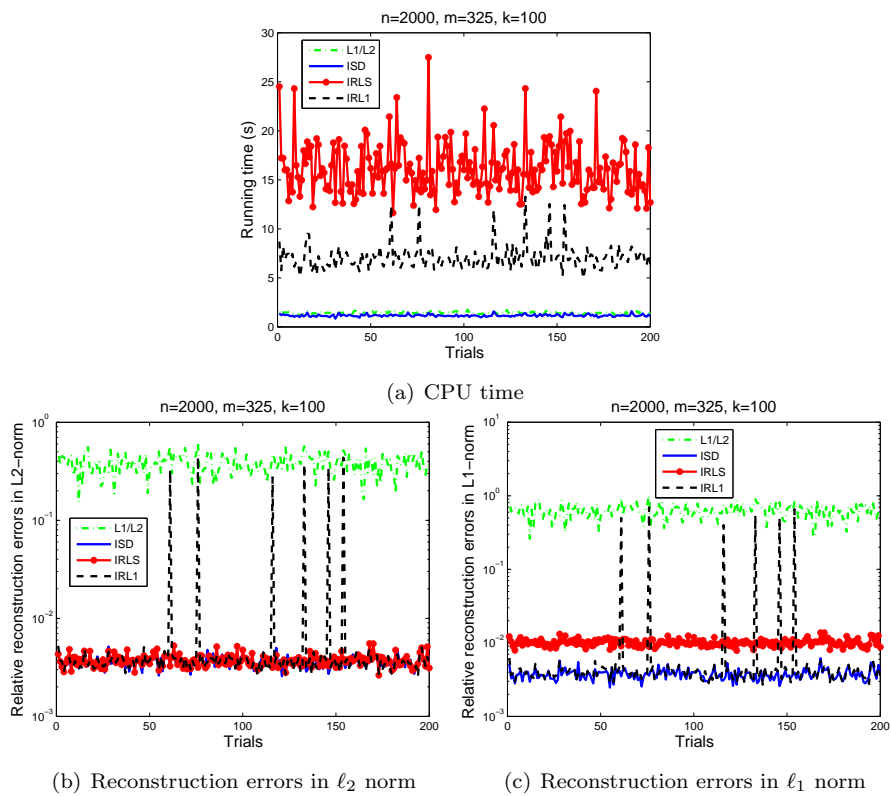 n=2000, m=325, k=100
30
25
20
15
10
5
0
Running time (s)
L1/L2
ISD
IRLS
IRL1
0 50 100 150 200
Trials
(a) CPU time
n=2000, m=325, k=100
10^0
10^−1
10^−2
10^−3
Relative reconstruction errors in L2−norm
L1/L2
ISD
IRLS
IRL1
0 50 100 150 200
Trials
(b) Reconstruction errors in ℓ2 norm
n=2000, m=325, k=100
10^1
10^0
10^−1
10^−2
10^−3
Relative reconstruction errors in L1−norm
L1/L2
ISD
IRLS
IRL1
0 50 100 150 200
Trials
(c) Reconstruction errors in ℓ1 norm